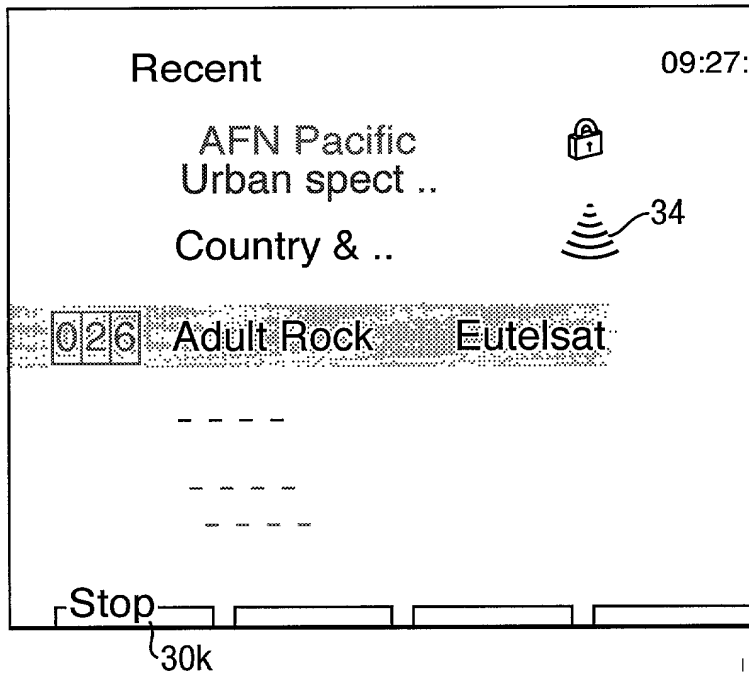 Recent 09:27:
AFN Pacific
Urban spect ..
Country & .. 34
026 Adult Rock Eutelsat
- - - -
- - - -
- - - -
Stop
30k